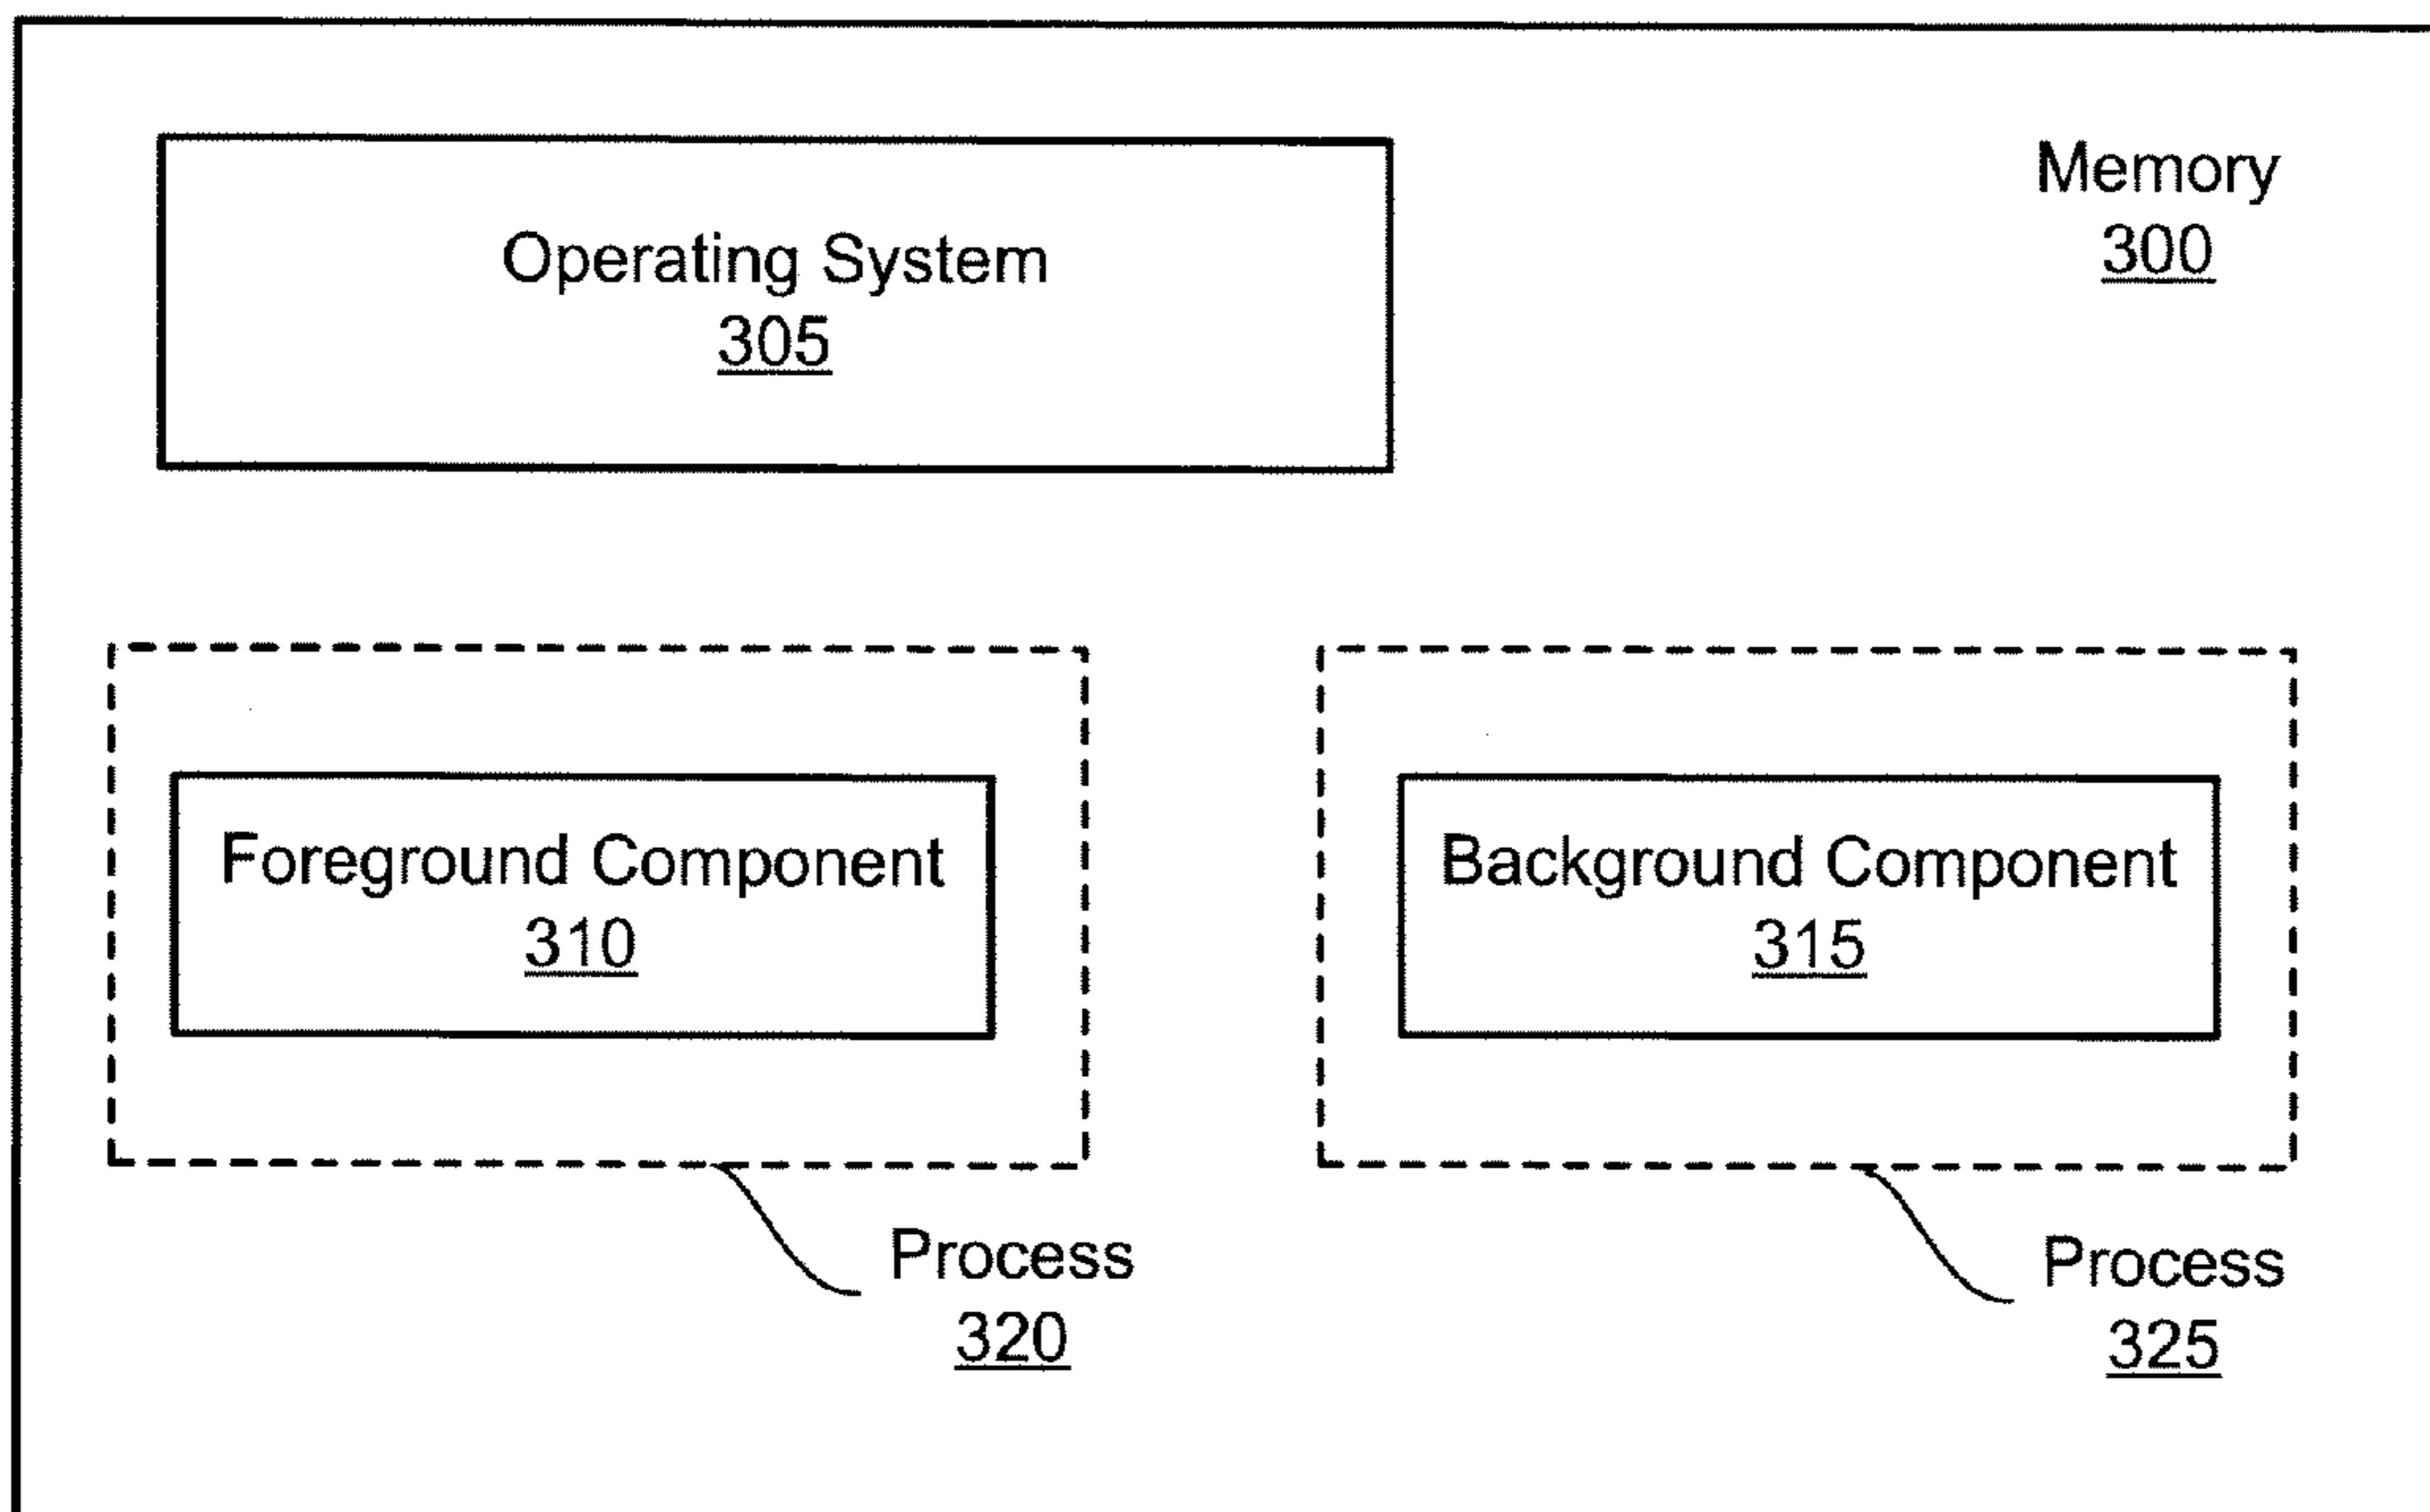 Memory
300
Operating System
305
Foreground Component
310
Background Component
315
Process
320
Process
325